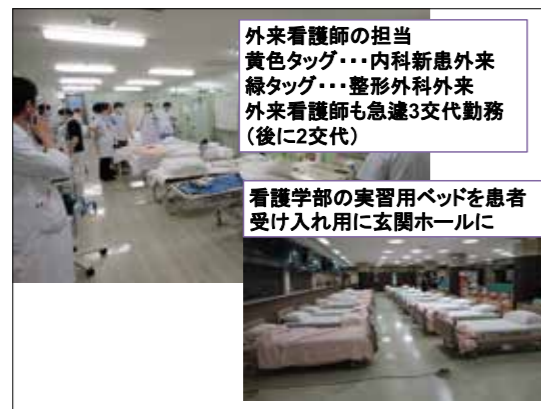 外来看護師の担当
黄色タッグ・・・内科新患外来
緑タッグ・・・整形外科外来
外来看護師も急遽3交代勤務
（後に2交代）
看護学部の実習用ベッドを患者
受け入れ用に玄関ホールに